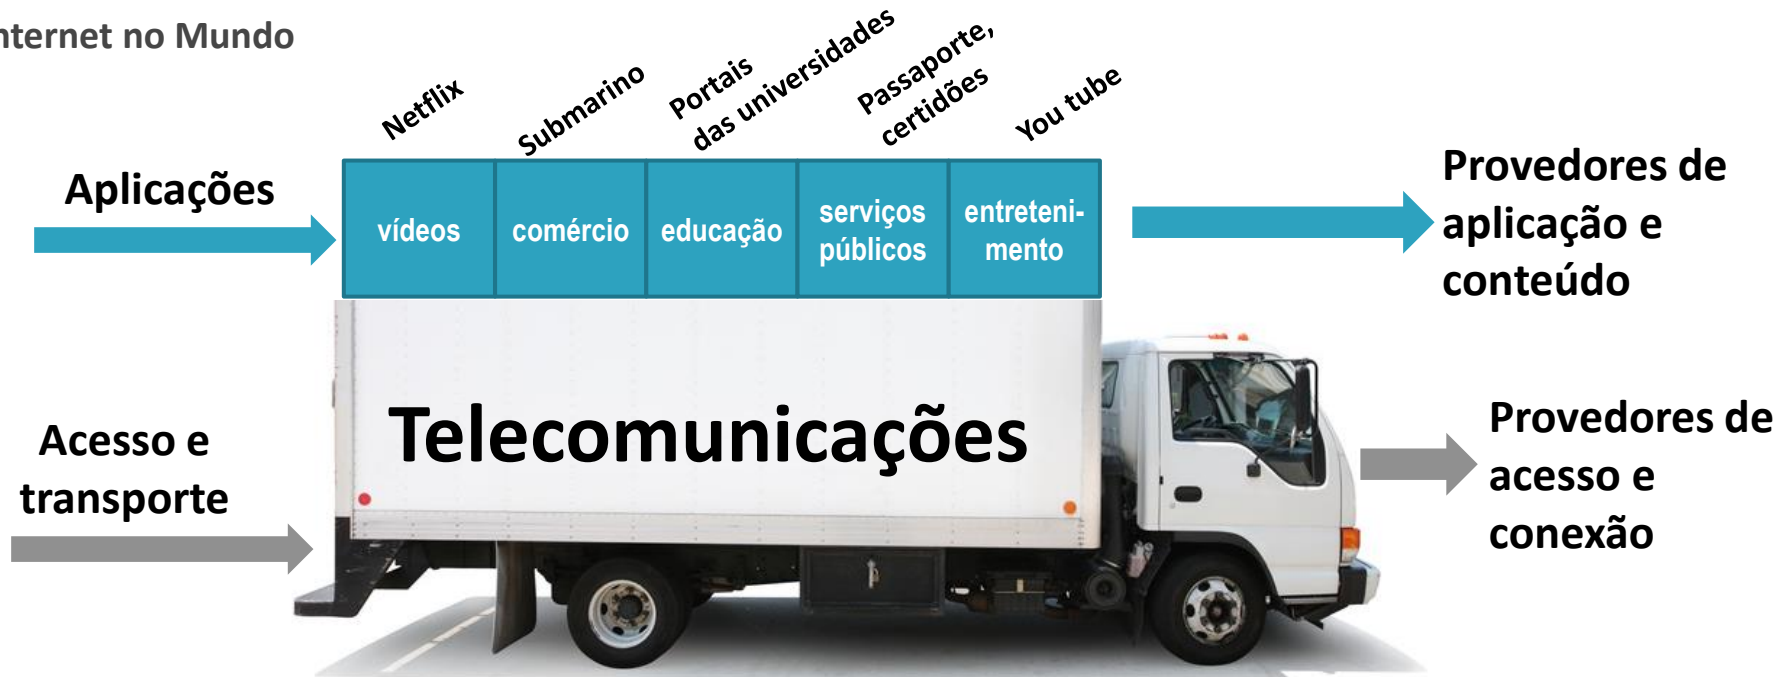 nternet no Mundo
Netflix
Submarino
Portais
das universidades
Passaporte,
certidões
You tube
Aplicações
vídeos
comércio
educação
serviços
públicos
entreteni-
mento
Provedores de
aplicação e
conteúdo
Telecomunicações
Acesso e
transporte
Provedores de
acesso e
conexão